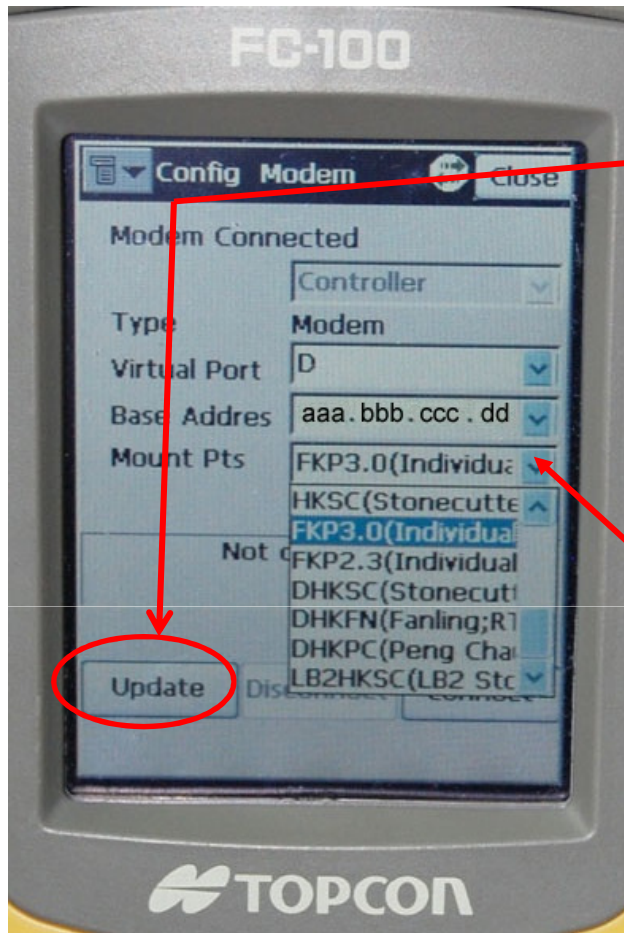 FC-100
Config Modem Close
Modem Connected
Controller
Type Modem
Virtual Port D
Base Addres aaa.bbb.ccc.dd
Mount Pts FKP3.0(Individua
HKSC(Stonecutte
FKP3.0(Individual
Not
FKP2.3(Individual
DHKSC(Stonecutt
DHKFN(Fanling;RT
DHKPC(Peng Cha
LB2HKSC(LB2 Stc
Update
TOPCON